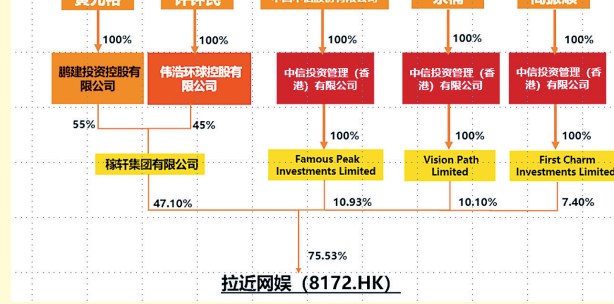 100%
100%
100%
100%
100%
鹏建投资控股有
限公司
伟浩环球控股有
限公司
中信投资管理（香
港）有限公司
中信投资管理（香
港）有限公司
中信投资管理（香
港）有限公司
55%
45%
100%
100%
100%
稼轩集团有限公司
Famous Peak
Investments Limited
Vision Path
Limited
First Charm
Investments Limited
47.10%
10.93%
10.10%
7.40%
75.53%
拉近网娱（8172.HK）